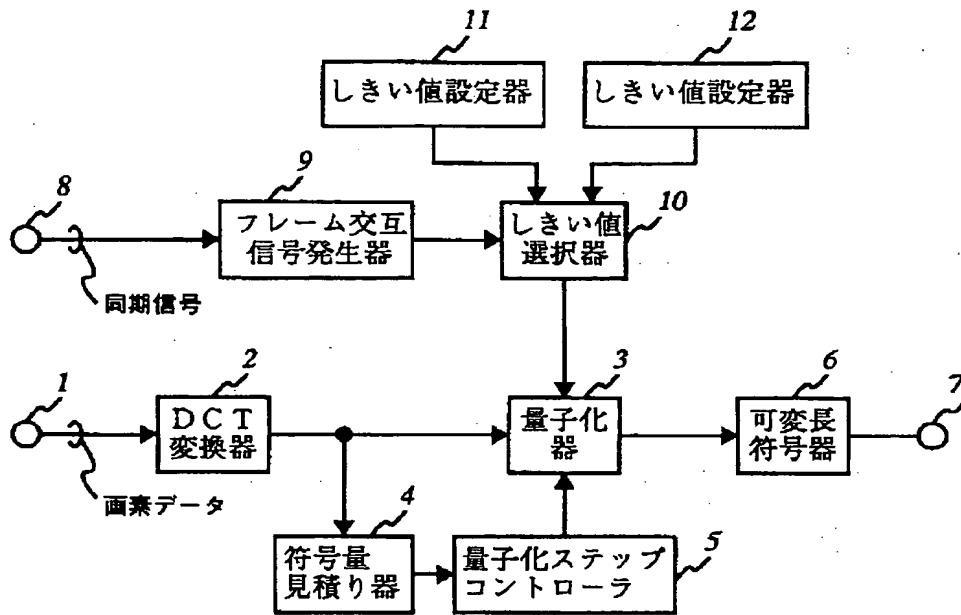 11
12
しきい値設定器
しきい値設定器
8
9
フレーム交互
信号発生器
10
しきい値
選択器
同期信号
1
2
DCT
変換器
3
量子化
器
6
可変長
符号器
7
画素データ
4
符号量
見積り器
5
量子化ステップ
コントローラ